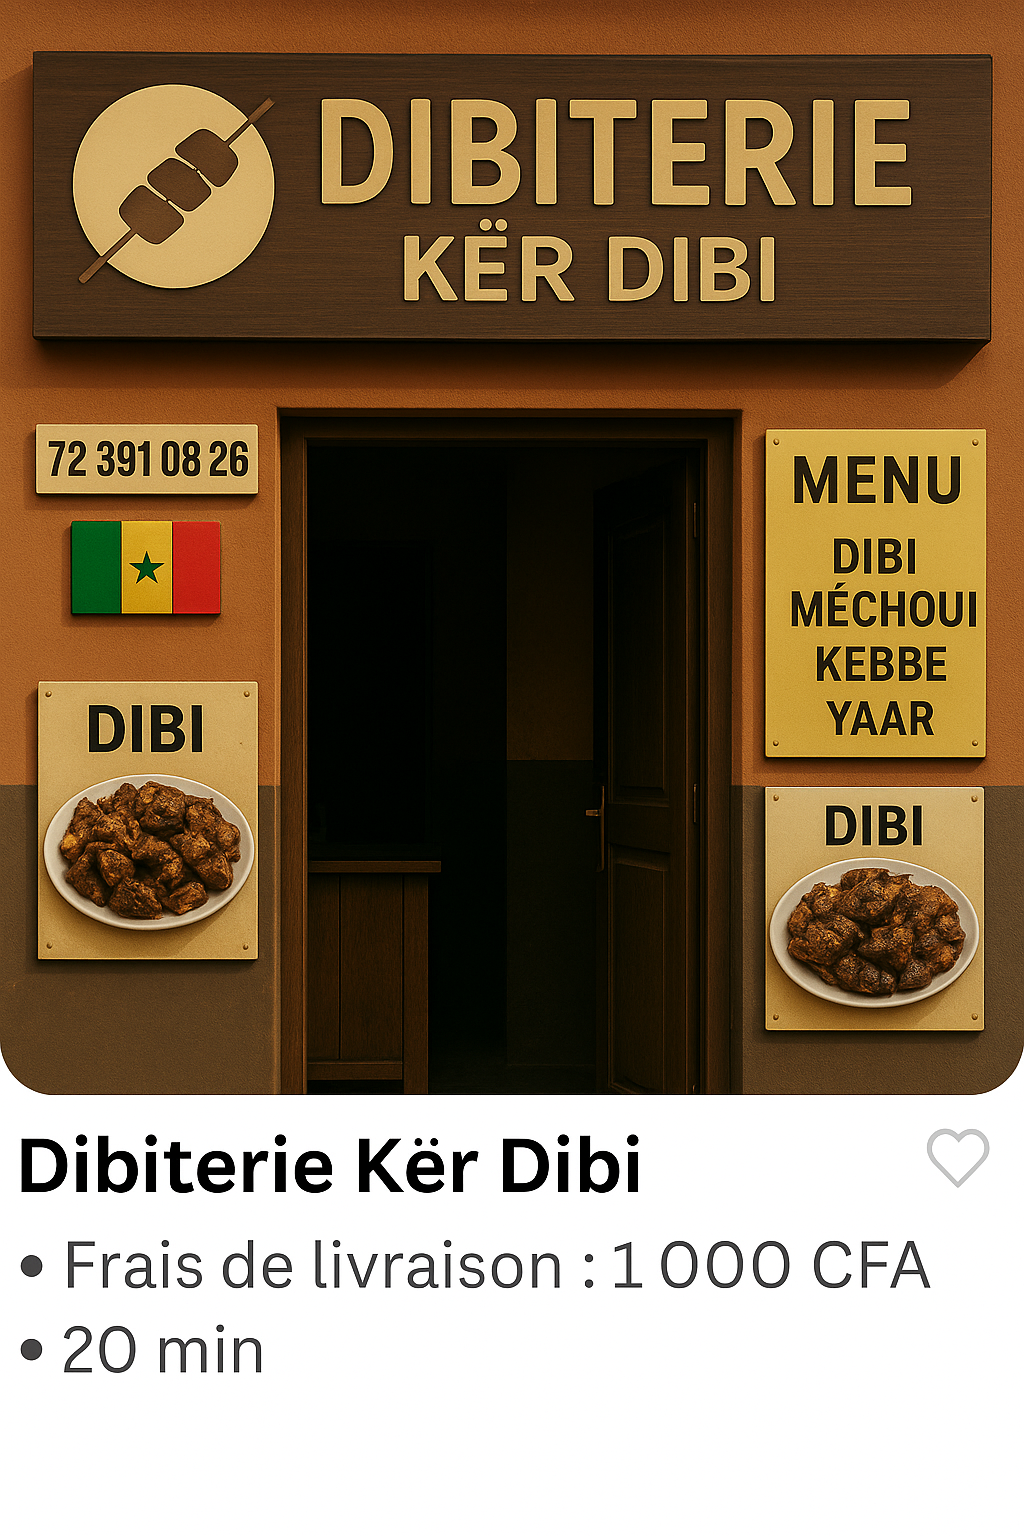 DIBITERIE
KËR DIBI
72 391 08 26
MENU
DIBI
MÉCHOUI
KEBBE
YAAR
DIBI
DIBI
Dibiterie Kër Dibi
• Frais de livraison : 1 000 CFA
• 20 min